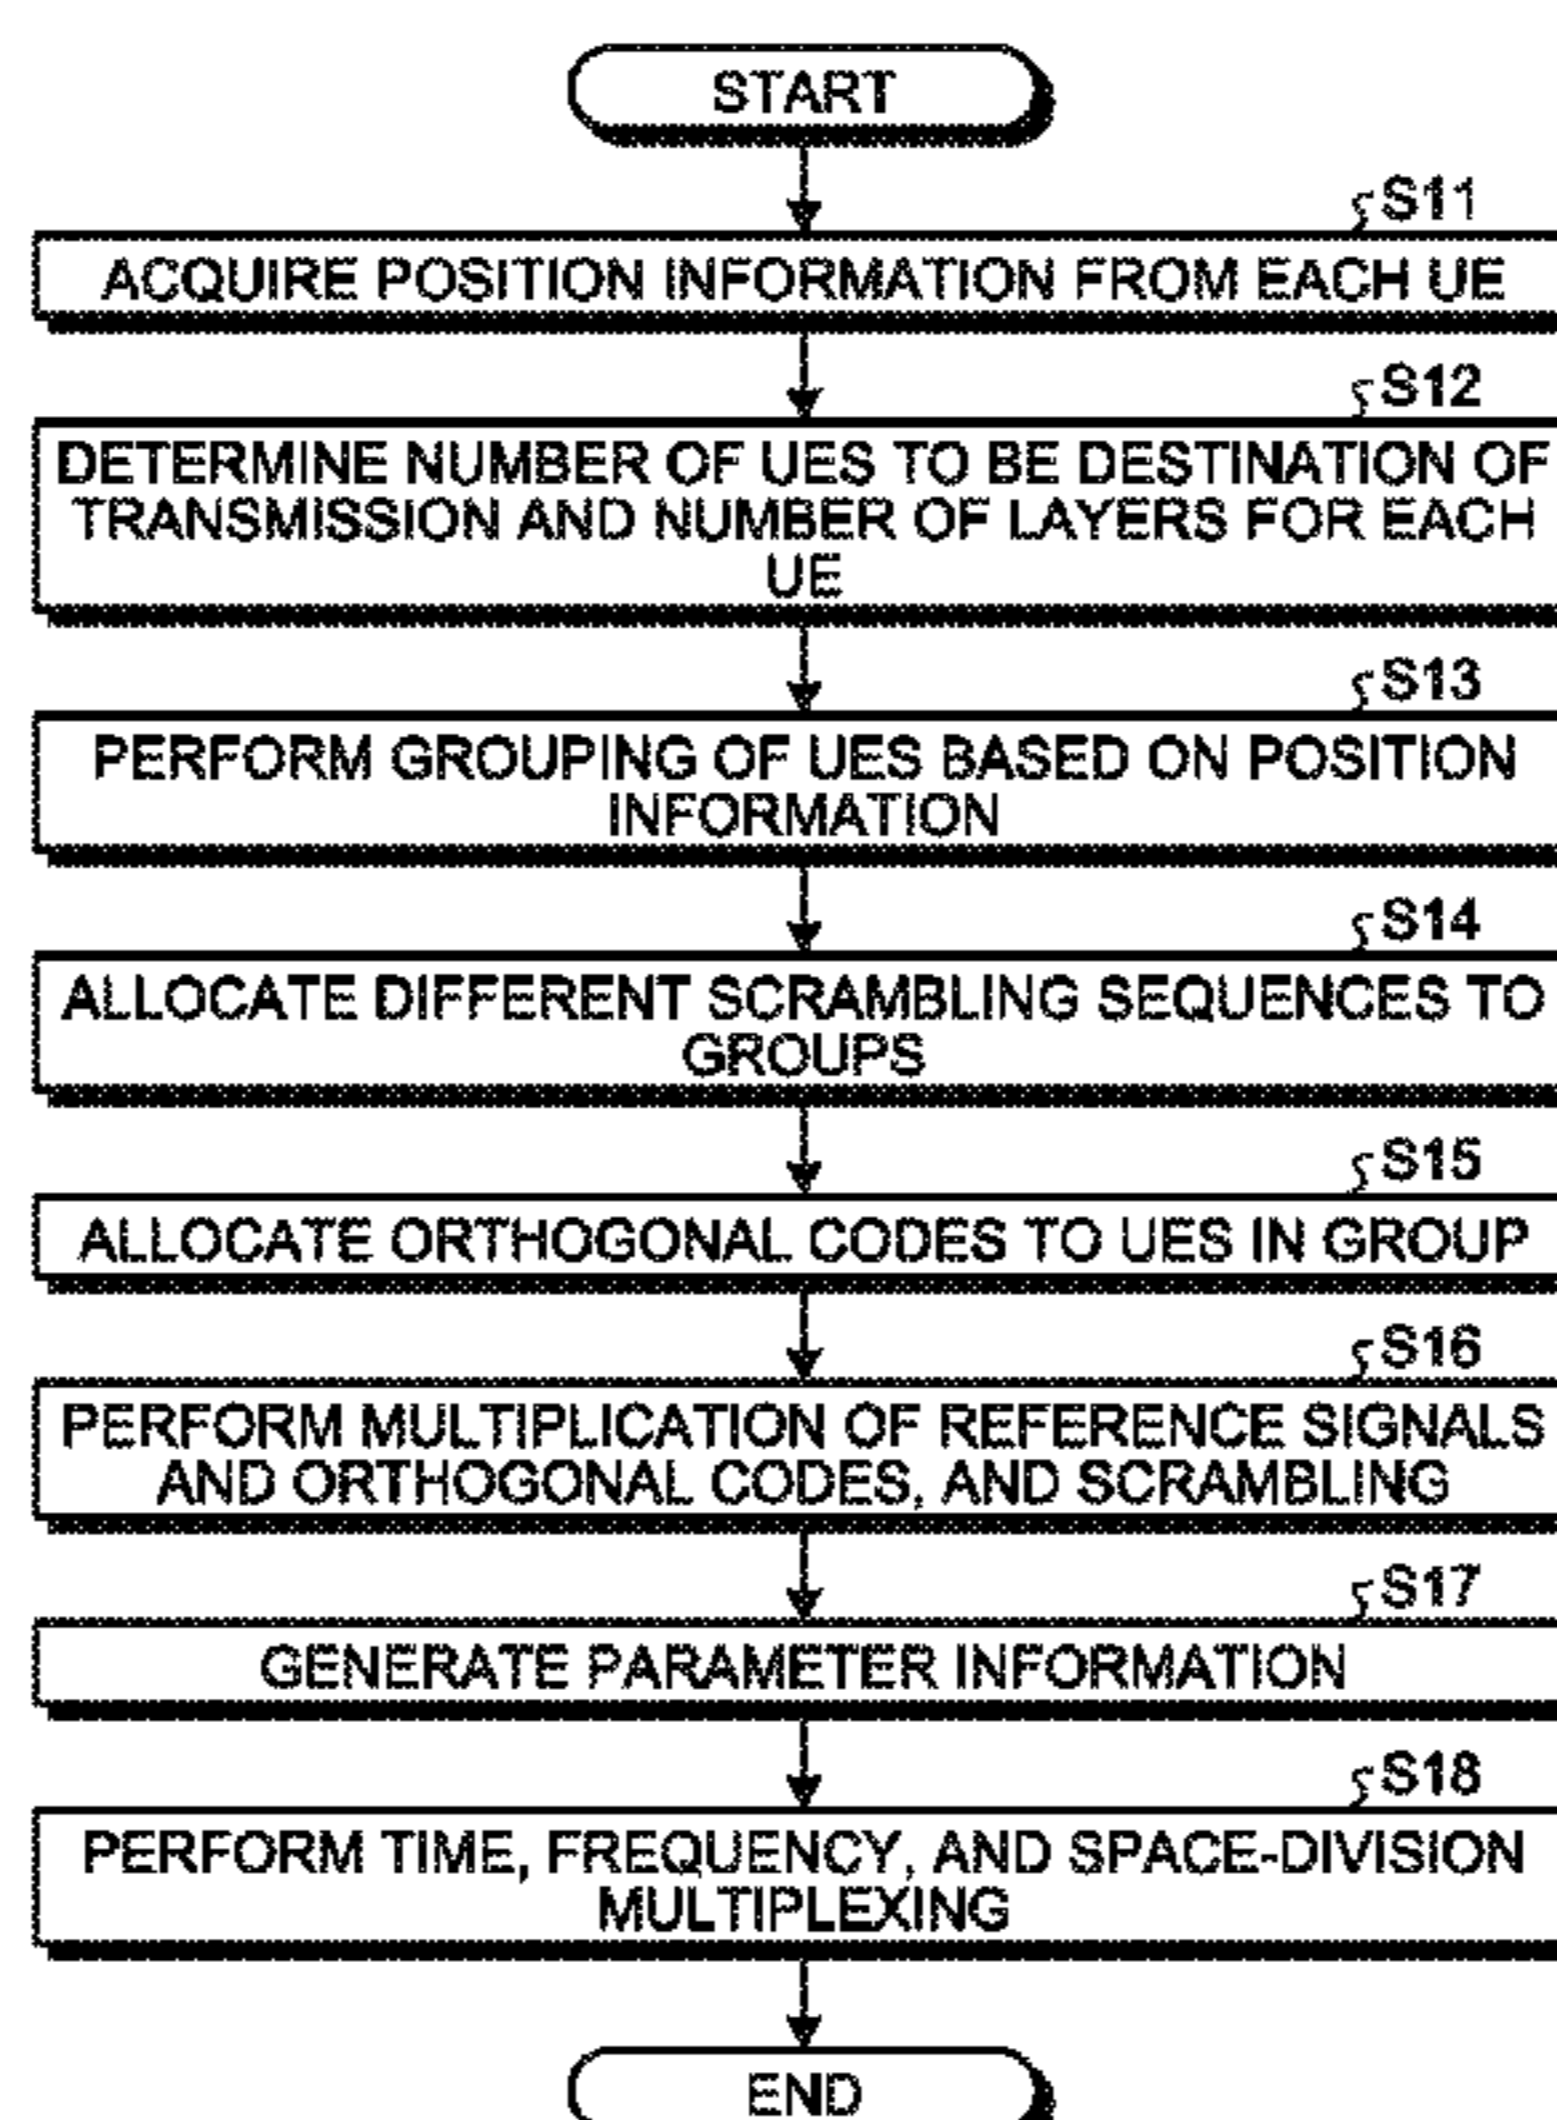 START
S11
ACQUIRE POSITION INFORMATION FROM EACH UE
S12
DETERMINE NUMBER OF UES TO BE DESTINATION OF
TRANSMISSION AND NUMBER OF LAYERS FOR EACH
UE
S13
PERFORM GROUPING OF UES BASED ON POSITION
INFORMATION
S14
ALLOCATE DIFFERENT SCRAMBLING SEQUENCES TO
GROUPS
S15
ALLOCATE ORTHOGONAL CODES TO UES IN GROUP
S16
PERFORM MULTIPLICATION OF REFERENCE SIGNALS
AND ORTHOGONAL CODES, AND SCRAMBLING
S17
GENERATE PARAMETER INFORMATION
S18
PERFORM TIME, FREQUENCY, AND SPACE-DIVISION
MULTIPLEXING
END